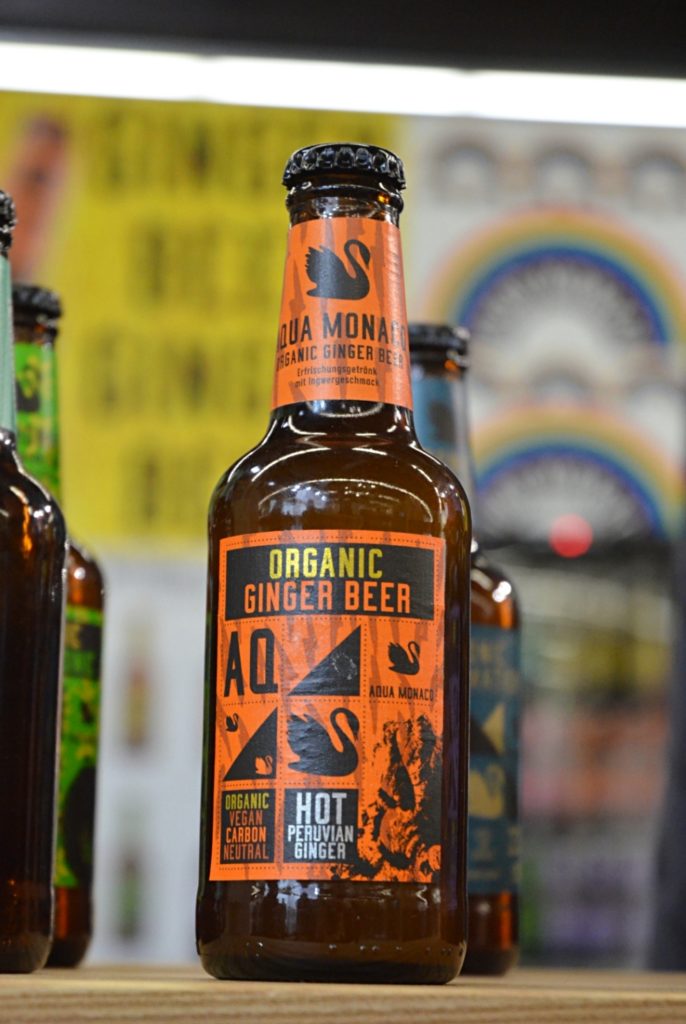 AQUA MONACO
ORGANIC GINGER BEER
Erfrischungsgetränk
mit Ingwergeschmack
ORGANIC
GINGER BEER
AQ
AQUA MONACO
ORGANIC
VEGAN
CARBON
NEUTRAL
HOT
PERUVIAN
GINGER